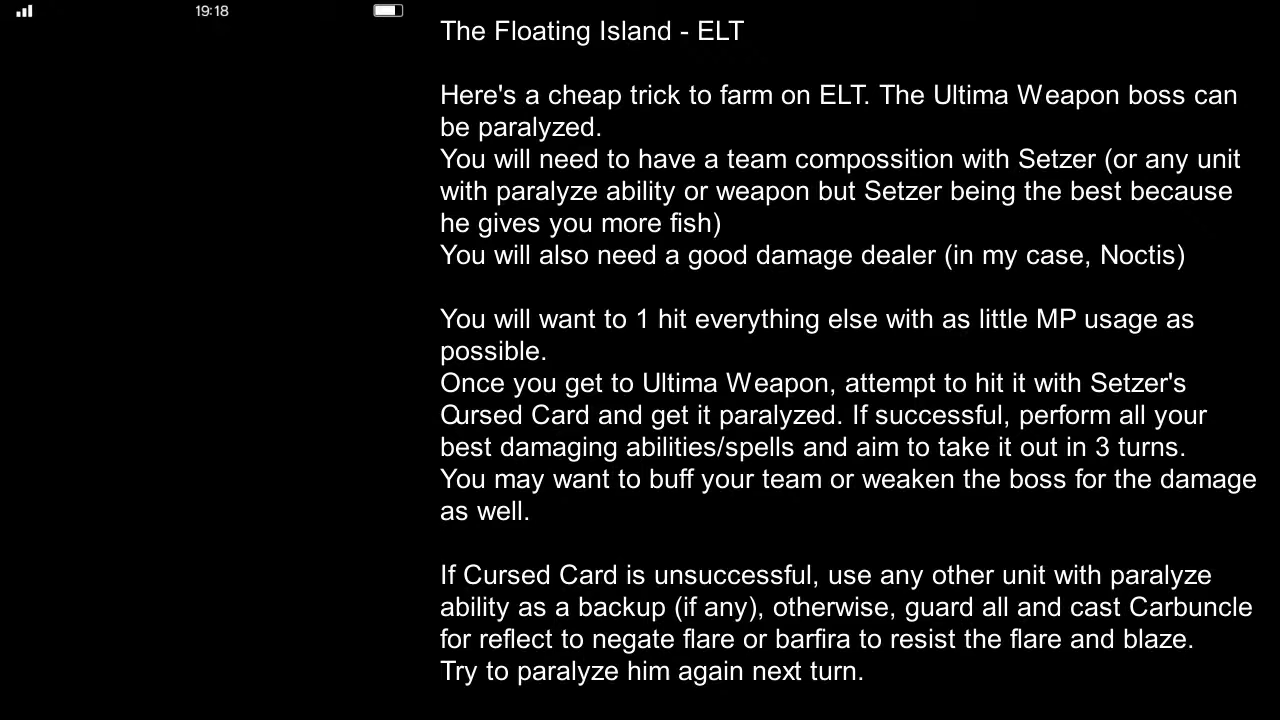 19:18
The Floating Island - ELT
Here's a cheap trick to farm on ELT. The Ultima Weapon boss can
be paralyzed.
You will need to have a team compossition with Setzer (or any unit
with paralyze ability or weapon but Setzer being the best because
he gives you more fish)
You will also need a good damage dealer (in my case, Noctis)
You will want to 1 hit everything else with as little MP usage as
possible.
Once you get to Ultima Weapon, attempt to hit it with Setzer's
Cursed Card and get it paralyzed. If successful, perform all your
best damaging abilities/spells and aim to take it out in 3 turns.
You may want to buff your team or weaken the boss for the damage
as well.
If Cursed Card is unsuccessful, use any other unit with paralyze
ability as a backup (if any), otherwise, guard all and cast Carbuncle
for reflect to negate flare or barfira to resist the flare and blaze.
Try to paralyze him again next turn.